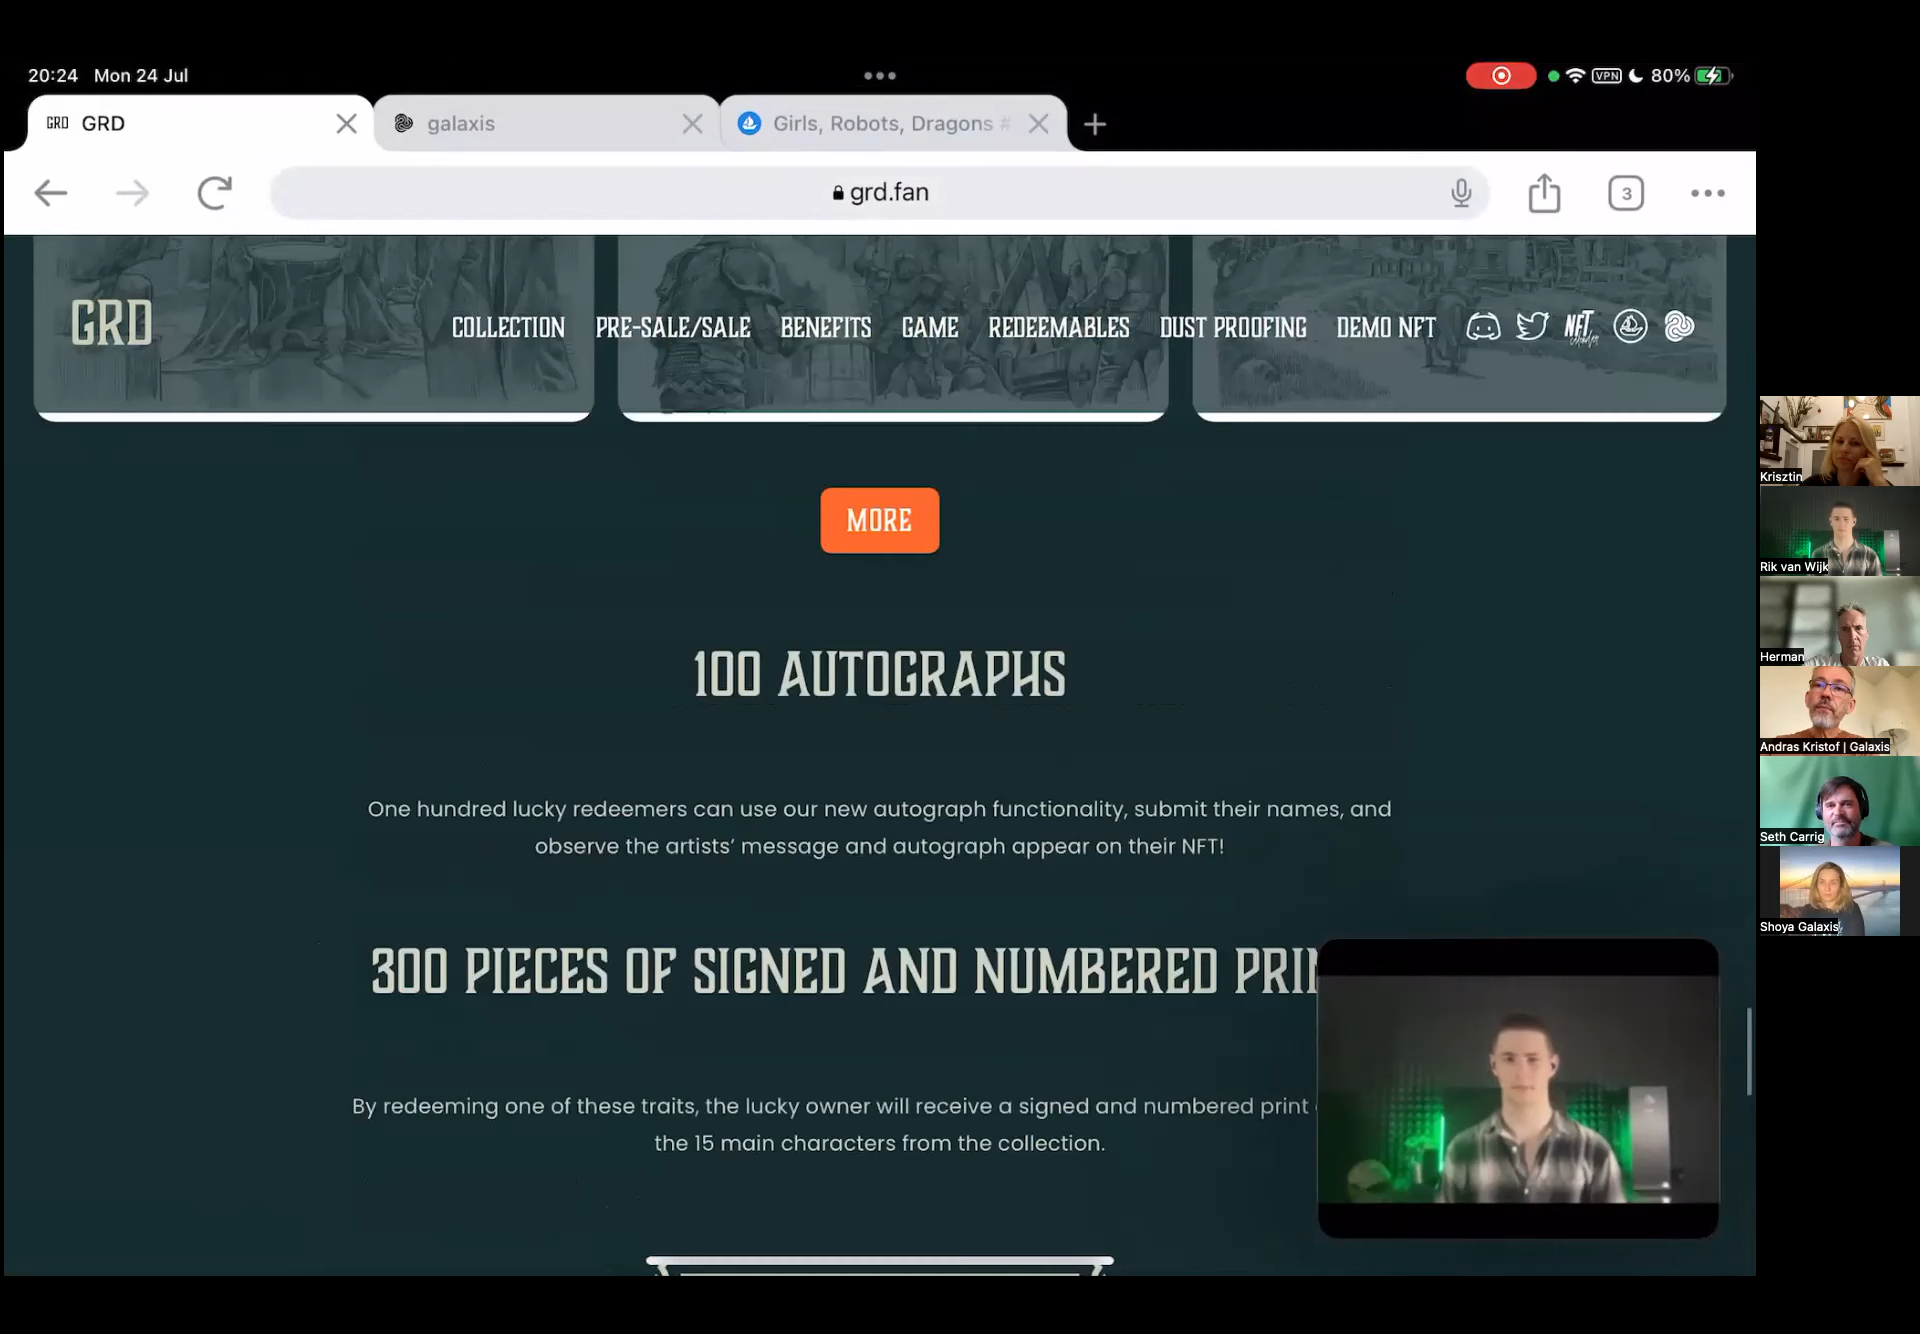 20:24 Mon 24 Jul
VPN 80%
GRD GRD
galaxis
Girls, Robots, Dragons #
grd.fan
3
GRD
COLLECTION PRE-SALE/SALE BENEFITS GAME REDEEMABLES DUST PROOFING DEMO NFT NFT
MORE
100 AUTOGRAPHS
One hundred lucky redeemers can use our new autograph functionality, submit their names, and
observe the artists' message and autograph appear on their NFT!
300 PIECES OF SIGNED AND NUMBERED PRIN
By redeeming one of these traits, the lucky owner will receive a signed and numbered print
the 15 main characters from the collection.
Krisztin
Rik van Wijk
Herman
Andras Kristof | Galaxis
Seth Carrig
Shoya Galaxis